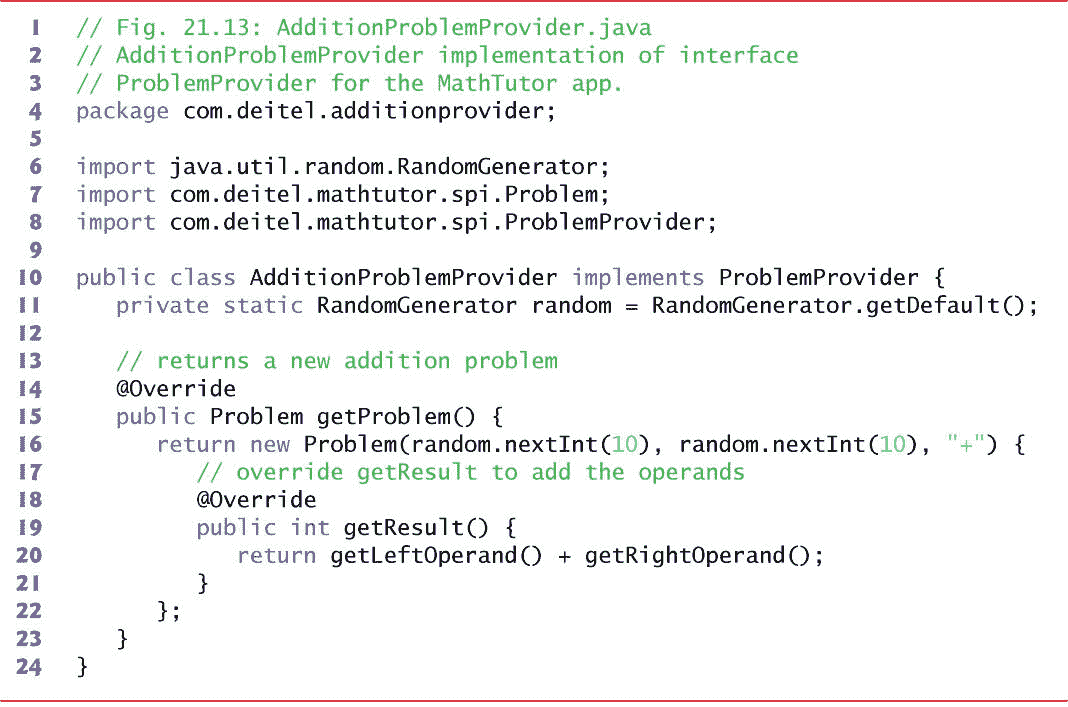 1 // Fig. 21.13: AdditionProblemProvider.java
2 // AdditionProblemProvider implementation of interface
3 // ProblemProvider for the MathTutor app.
4 package com.deitel.additionprovider;
5
6 import java.util.random.RandomGenerator;
7 import com.deitel.mathtutor.spi.Problem;
8 import com.deitel.mathtutor.spi.ProblemProvider;
9
10 public class AdditionProblemProvider implements ProblemProvider {
11    private static RandomGenerator random = RandomGenerator.getDefault();
12
13    // returns a new addition problem
14    @Override
15    public Problem getProblem() {
16       return new Problem(random.nextInt(10), random.nextInt(10), "+") {
17          // override getResult to add the operands
18          @Override
19          public int getResult() {
20             return getLeftOperand() + getRightOperand();
21          }
22       };
23    }
24 }